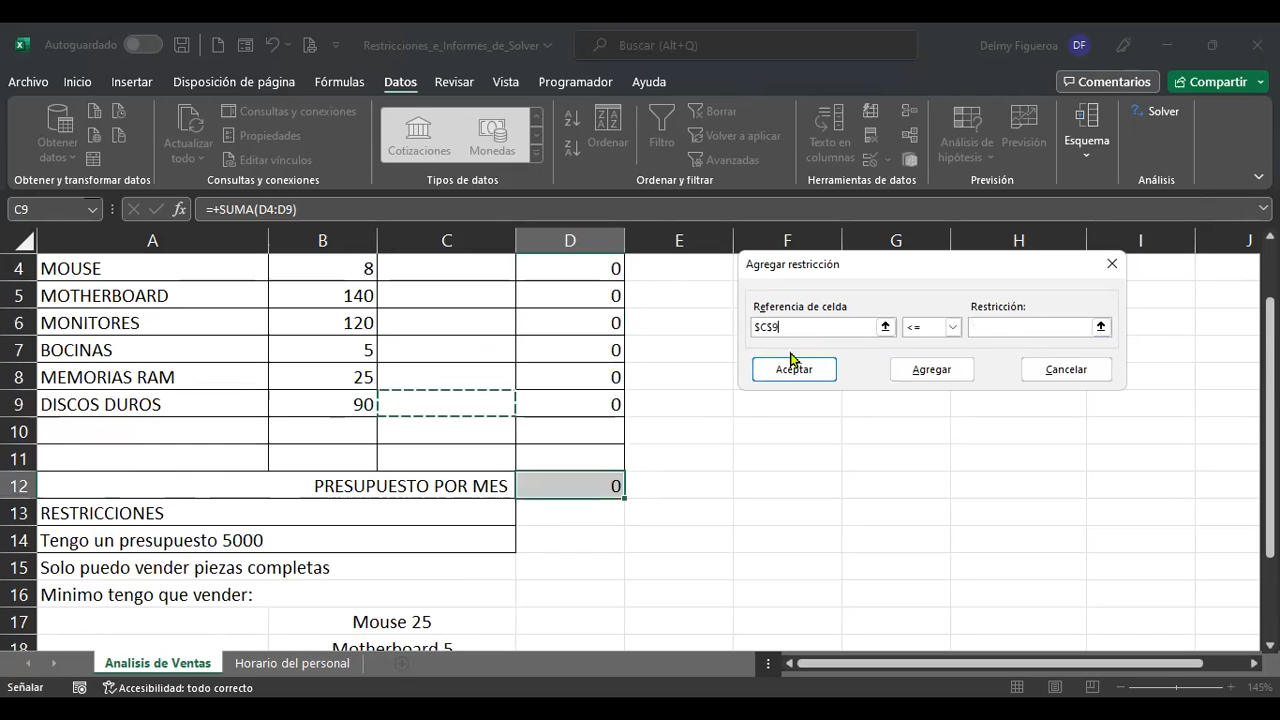 Autoguardado
Restricciones_e_Informes_de_Solver
Buscar (Alt+Q)
Delmy Figueroa
DF
Archivo Inicio Insertar Disposición de página Fórmulas Datos Revisar Vista Programador Ayuda
Comentarios Compartir
Obtener datos
Actualizar todo
Consultas y conexiones
Propiedades
Editar vínculos
Cotizaciones Monedas
Ordenar
Filtro
Borrar
Volver a aplicar
Avanzadas
Texto en columnas
Análisis de hipótesis
Previsión
Esquema
Solver
Obtener y transformar datos Consultas y conexiones Tipos de datos Ordenar y filtrar Herramientas de datos Previsión Análisis
C9 fx =+SUMA(D4:D9)
A B C D E F G H I J
4 MOUSE 8 0
5 MOTHERBOARD 140 0
6 MONITORES 120 0
7 BOCINAS 5 0
8 MEMORIAS RAM 25 0
9 DISCOS DUROS 90 0
10
11
12 PRESUPUESTO POR MES 0
13 RESTRICCIONES
14 Tengo un presupuesto 5000
15 Solo puedo vender piezas completas
16 Minimo tengo que vender:
17 Mouse 25
18 Motherboard 5
Agregar restricción
Referencia de celda Restricción:
$C$9 <=
Aceptar Agregar Cancelar
Analisis de Ventas Horario del personal
Señalar Accesibilidad: todo correcto 145%